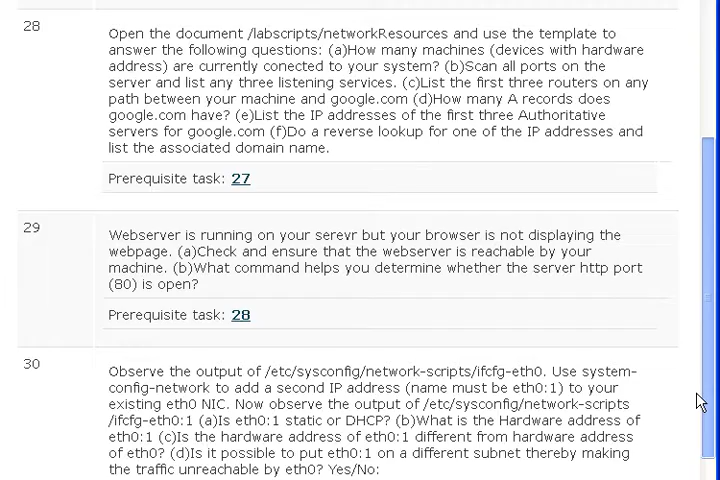 28
Open the document /labscripts/networkResources and use the template to
answer the following questions: (a)How many machines (devices with hardware
address) are currently conected to your system? (b)Scan all ports on the
server and list any three listening services. (c)List the first three routers on any
path between your machine and google.com (d)How many A records does
google.com have? (e)List the IP addresses of the first three Authoritative
servers for google.com (f)Do a reverse lookup for one of the IP addresses and
list the associated domain name.
Prerequisite task: 27
29
Webserver is running on your serevr but your browser is not displaying the
webpage. (a)Check and ensure that the webserver is reachable by your
machine. (b)What command helps you determine whether the server http port
(80) is open?
Prerequisite task: 28
30
Observe the output of /etc/sysconfig/network-scripts/ifcfg-eth0. Use system-
config-network to add a second IP address (name must be eth0:1) to your
existing eth0 NIC. Now observe the output of /etc/sysconfig/network-scripts
/ifcfg-eth0:1 (a)Is eth0:1 static or DHCP? (b)What is the Hardware address of
eth0:1 (c)Is the hardware address of eth0:1 different from hardware address
of eth0? (d)Is it possible to put eth0:1 on a different subnet thereby making
the traffic unreachable by eth0? Yes/No: